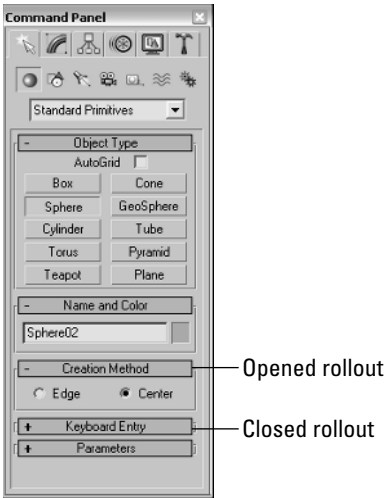 Command Panel
Standard Primitives
- Object Type
AutoGrid
Box Cone
Sphere GeoSphere
Cylinder Tube
Torus Pyramid
Teapot Plane
- Name and Color
Sphere02
- Creation Method Opened rollout
Edge Center
+ Keyboard Entry Closed rollout
+ Parameters